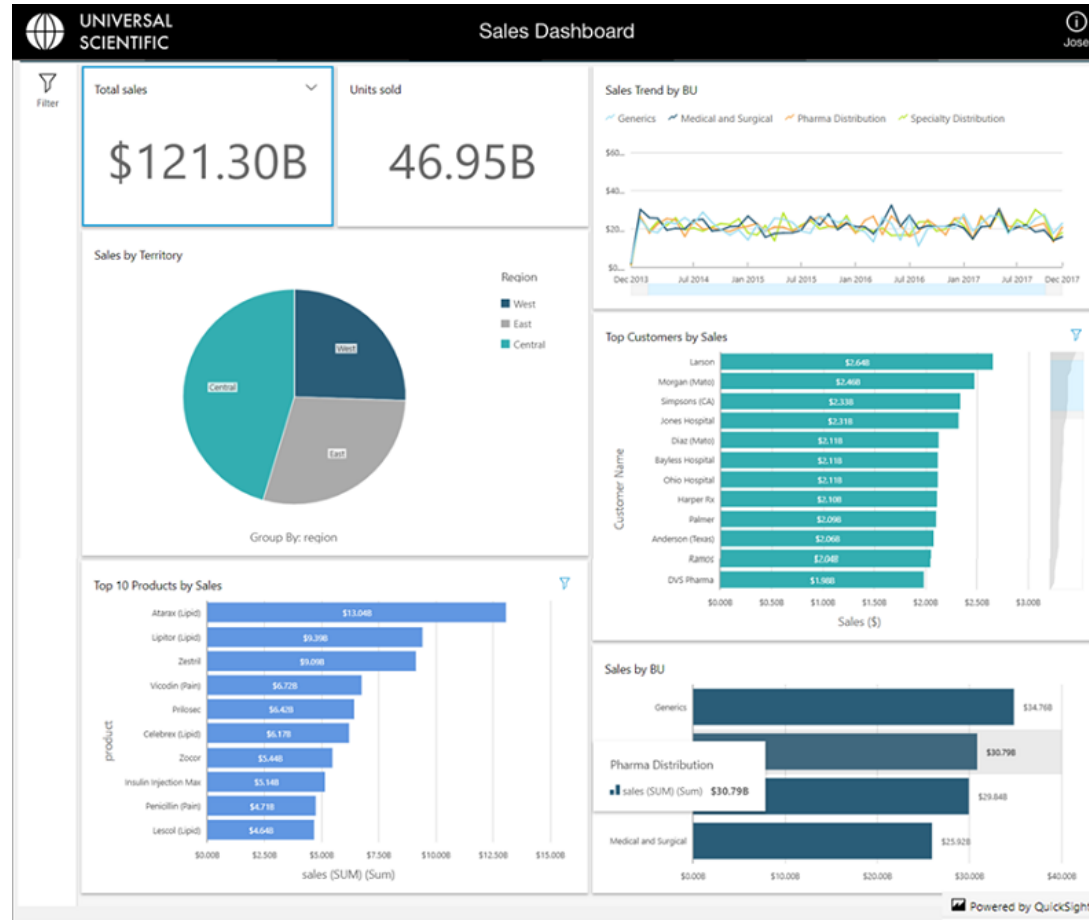 UNIVERSAL
SCIENTIFIC
Sales Dashboard
Jose
Filter
Total sales
$121.30B
Units sold
46.95B
Sales Trend by BU
Generics Medical and Surgical Pharma Distribution Specialty Distribution
$60...
$40...
$20...
$0...
Dec 2013 Jul 2014 Jan 2015 Jul 2015 Jan 2016 Jul 2016 Jan 2017 Jul 2017 Dec 2017
Sales by Territory
Region
West
East
Central
West
Central
East
Group By: region
Top Customers by Sales
Customer Name
Larson $2.64B
Morgan (Mato) $2.46B
Simpsons (CA) $2.33B
Jones Hospital $2.31B
Diaz (Mato) $2.11B
Bayless Hospital $2.11B
Ohio Hospital $2.11B
Harper Rx $2.10B
Palmer $2.09B
Anderson (Texas) $2.06B
Ramos $2.04B
DVS Pharma $1.98B
$0.00B $0.50B $1.00B $1.50B $2.00B $2.50B $3.00B
Sales ($)
Top 10 Products by Sales
product
Atarax (Lipid) $13.04B
Lipitor (Lipid) $9.39B
Zestril $9.09B
Vicodin (Pain) $6.72B
Prilosec $6.42B
Celebrex (Lipid) $6.17B
Zocor $5.44B
Insulin Injection Max $5.14B
Penicillin (Pain) $4.71B
Lescol (Lipid) $4.64B
$0.00B $2.50B $5.00B $7.50B $10.00B $12.50B $15.00B
sales (SUM) (Sum)
Sales by BU
Generics $34.76B
$30.79B
Pharma Distribution
sales (SUM) (Sum) $30.79B
$29.84B
Medical and Surgical $25.92B
$0.00B $10.00B $20.00B $30.00B $40.00B
Powered by QuickSight